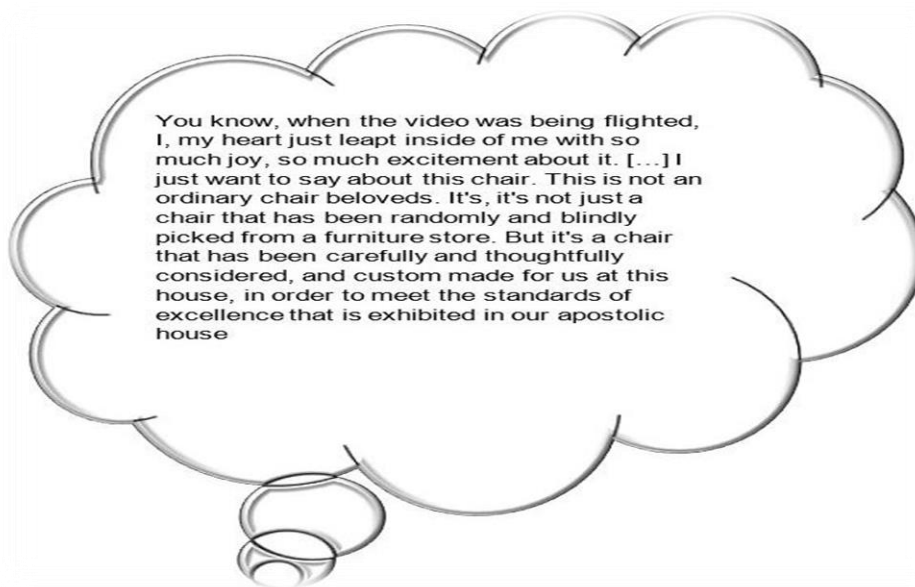 You know, when the video was being flighted,
I, my heart just leapt inside of me with so
much joy, so much excitement about it. [...] I
just want to say about this chair. This is not an
ordinary chair beloveds. It's, it's not just a
chair that has been randomly and blindly
picked from a furniture store. But it's a chair
that has been carefully and thoughtfully
considered, and custom made for us at this
house, in order to meet the standards of
excellence that is exhibited in our apostolic
house